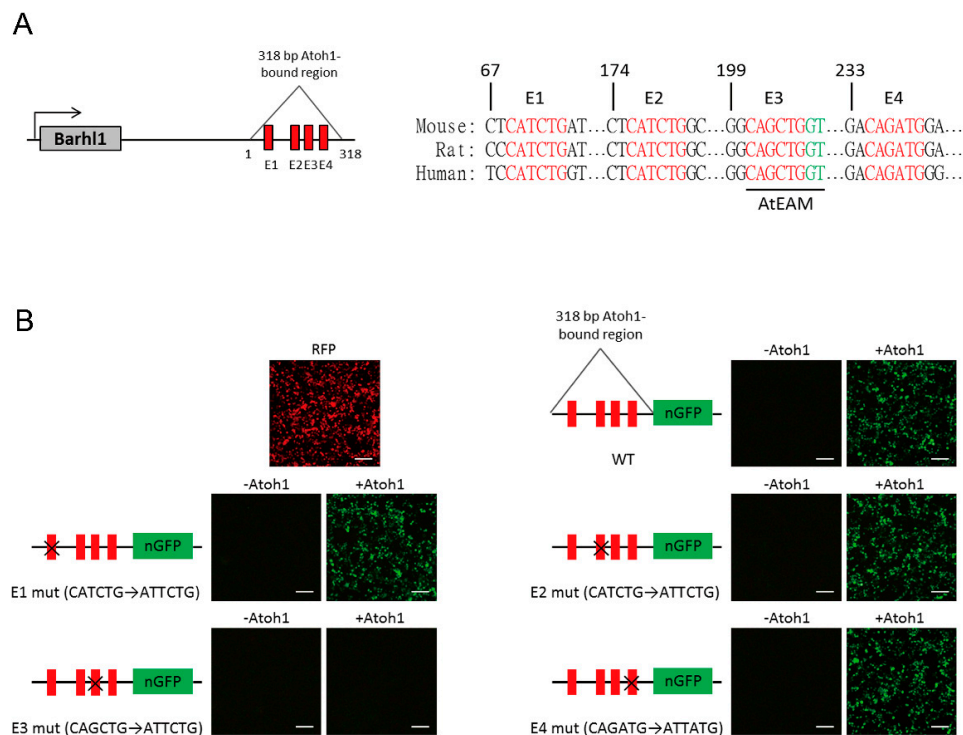 A
318 bp Atoh1-
bound region
Barhl1
1
E1
E2E3E4
318
67
174
199
233
E1
E2
E3
E4
Mouse: CTCATCTGAT...CTCATCTGGC...GGCAGCTGGT...GACAGATGGA...
Rat: CCCATCTGAT...CTCATCTGGC...GGCAGCTGGT...GACAGATGGA...
Human: TCCATCTGGT...CTCATCTGGC...GGCAGCTGGT...GACAGATGGG...
AtEAM
B
RFP
318 bp Atoh1-
bound region
nGFP
WT
-Atoh1
+Atoh1
-Atoh1
+Atoh1
nGFP
E1 mut (CATCTG→ATTCTG)
-Atoh1
+Atoh1
nGFP
E2 mut (CATCTG→ATTCTG)
-Atoh1
+Atoh1
nGFP
E3 mut (CAGCTG→ATTCTG)
-Atoh1
+Atoh1
nGFP
E4 mut (CAGATG→ATTATG)